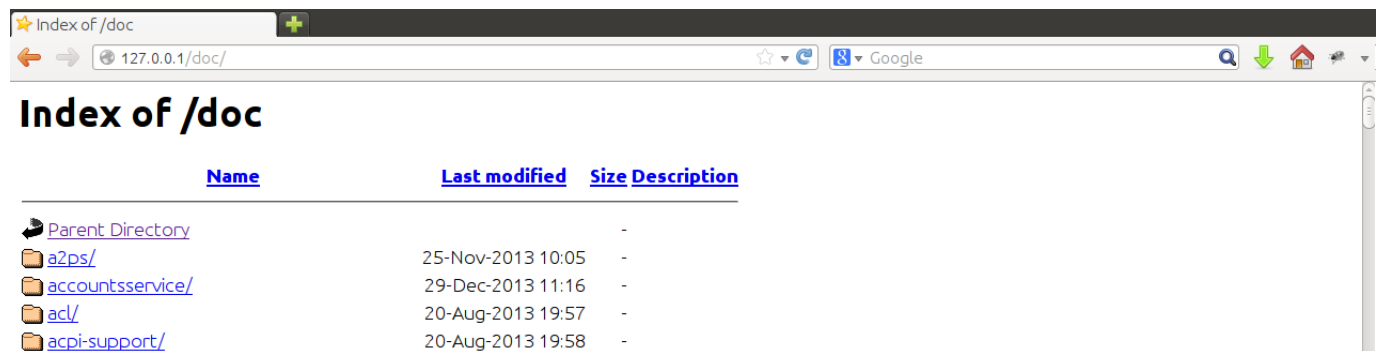 Index of /doc
127.0.0.1/doc/ 8 Google
Index of /doc
Name Last modified Size Description
Parent Directory -
a2ps/ 25-Nov-2013 10:05 -
accountsservice/ 29-Dec-2013 11:16 -
acl/ 20-Aug-2013 19:57 -
acpi-support/ 20-Aug-2013 19:58 -